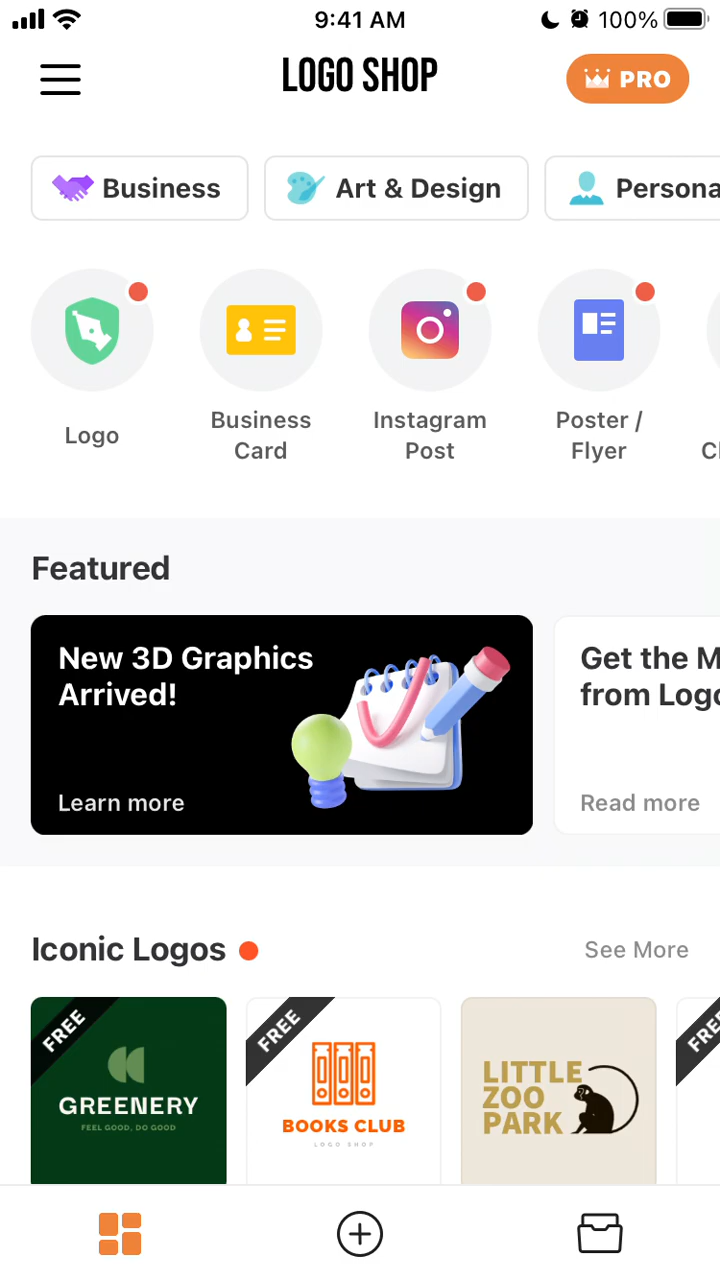 9:41 AM
100%
LOGO SHOP
PRO
Business
Art & Design
Persona
Logo
Business
Card
Instagram
Post
Poster /
Flyer
Featured
New 3D Graphics
Arrived!
Learn more
Get the M
from Logo
Read more
Iconic Logos
See More
FREE
GREENERY
FEEL GOOD, DO GOOD
FREE
BOOKS CLUB
LOGO SHOP
LITTLE
ZOO
PARK
FREE